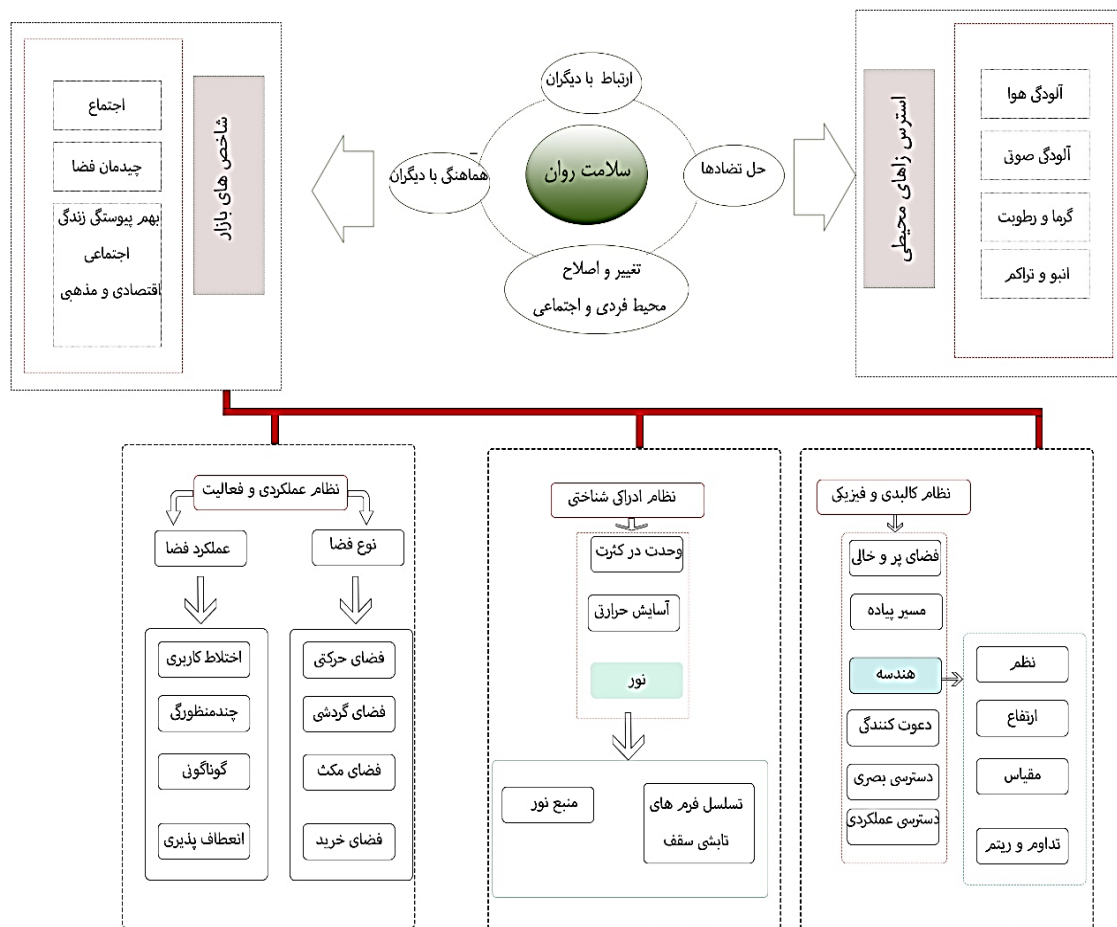 استرس زاهای محیطی
آلودگی هوا
آلودگی صوتی
گرما و رطوبت
انبو و تراکم
ارتباط با دیگران
سلامت روان
حل تضادها
هماهنگی با دیگران
تغییر و اصلاح
محیط فردی و اجتماعی
شاخص های بازار
اجتماع
چیدمان فضا
بهم پیوستگی زندگی
اجتماعی
اقتصادی و مذهبی
نظام کالبدی و فیزیکی
فضای پر و خالی
مسیر پیاده
هندسه
دعوت کنندگی
دسترسی بصری
دسترسی عملکردی
نظم
ارتفاع
مقیاس
تداوم و ریتم
نظام ادراکی شناختی
وحدت در کثرت
آسایش حرارتی
نور
تسلسل فرم های
تابشی سقف
منبع نور
نظام عملکردی و فعالیت
نوع فضا
عملکرد فضا
فضای حرکتی
فضای گردشی
فضای مکث
فضای خرید
اختلاط کاربری
چندمنظورگی
گوناگونی
انعطاف پذیری